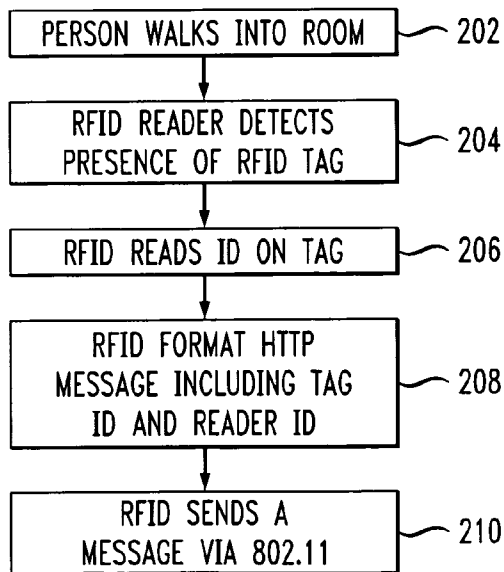 PERSON WALKS INTO ROOM
202
RFID READER DETECTS
PRESENCE OF RFID TAG
204
RFID READS ID ON TAG
206
RFID FORMAT HTTP
MESSAGE INCLUDING TAG
ID AND READER ID
208
RFID SENDS A
MESSAGE VIA 802.11
210